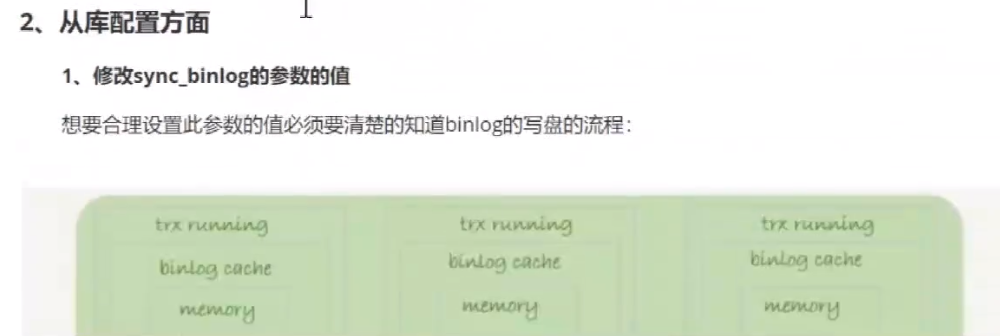 2、从库配置方面
1、修改sync_binlog的参数的值
想要合理设置此参数的值必须要清楚的知道binlog的写盘的流程：
trx running trx running trx running
binlog cache binlog cache binlog cache
memory memory memory